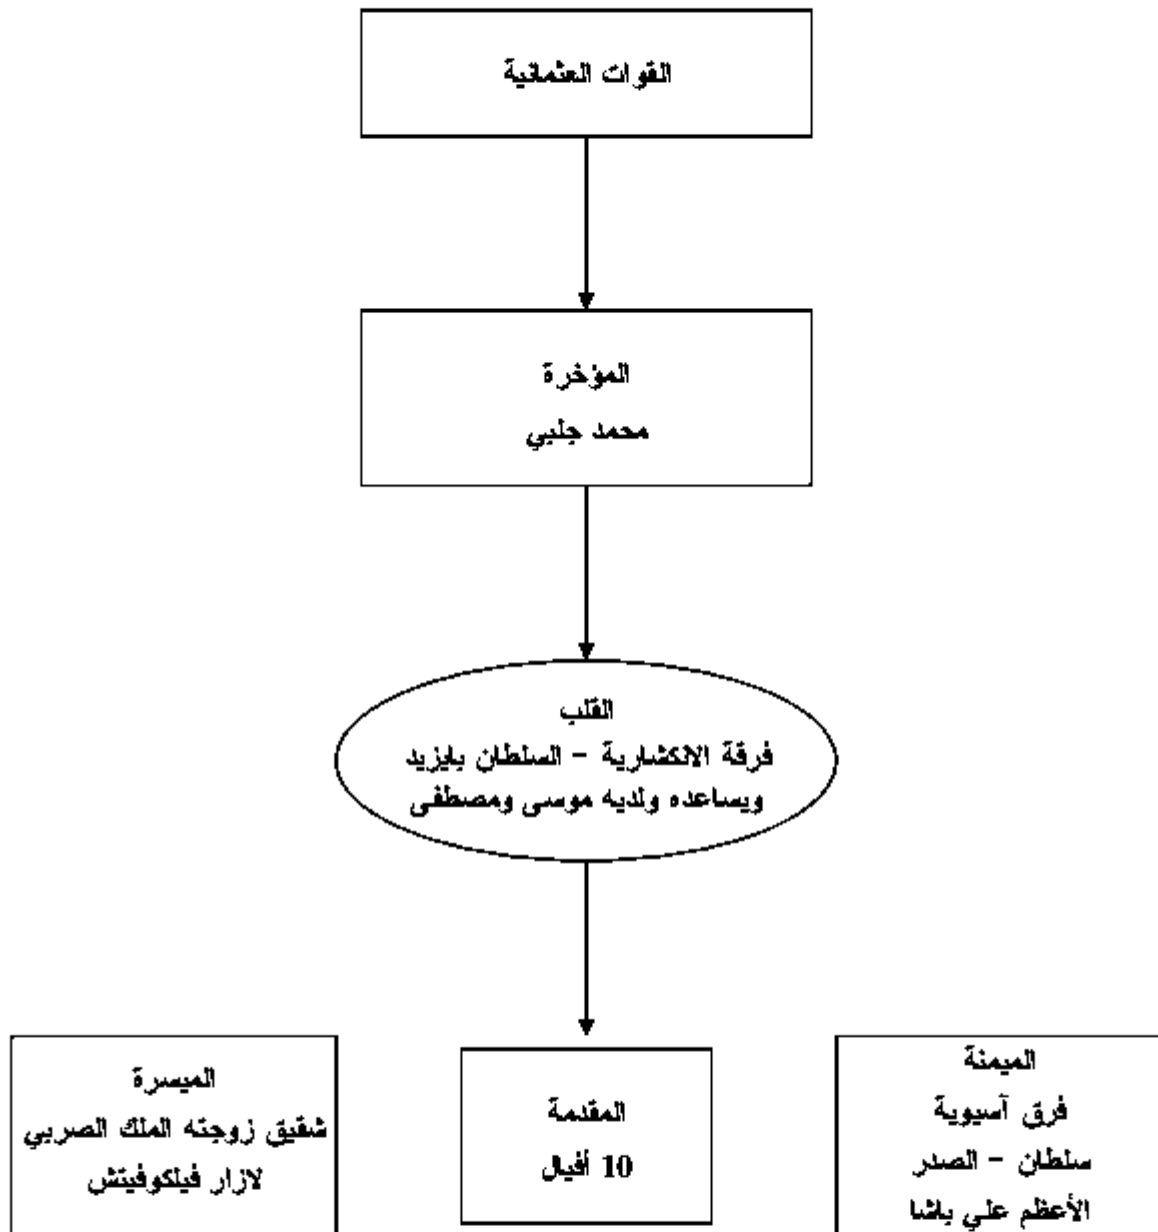 القوات العثمانية
المؤخرة
محمد جلبي
القلب
فرقة الانكشارية - السلطان بايزيد
ويساعده ولديه موسى ومصطفى
الميمنة
فرق آسيوية
سلطان - الصدر
الأعظم علي باشا
المقدمة
10 أفيال
الميسرة
شقيق زوجته الملك الصربي
لازار فيلكوفيتش